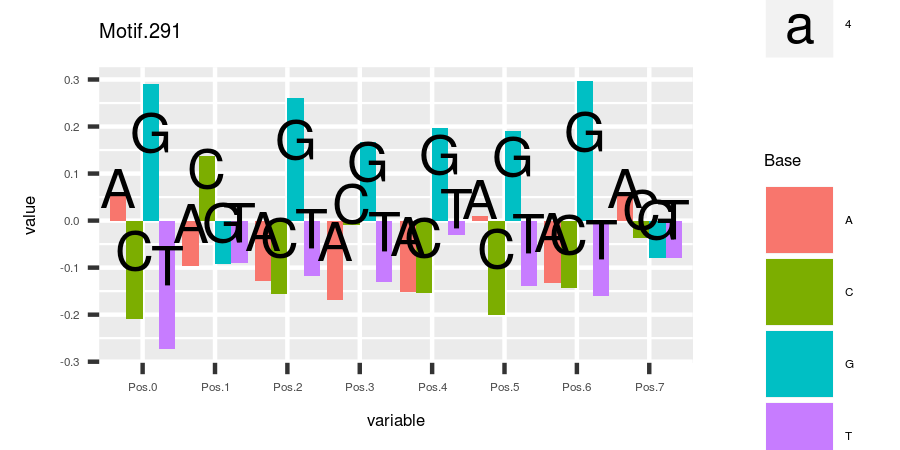 Motif.291
a 4
0.3
0.2
0.1
0.0
-0.1
-0.2
-0.3
value
A C G T
A C G T
A C G T
A C G T
A C G T
A C G T
A C G T
A C G T
Pos.0 Pos.1 Pos.2 Pos.3 Pos.4 Pos.5 Pos.6 Pos.7
variable
Base
A
C
G
T